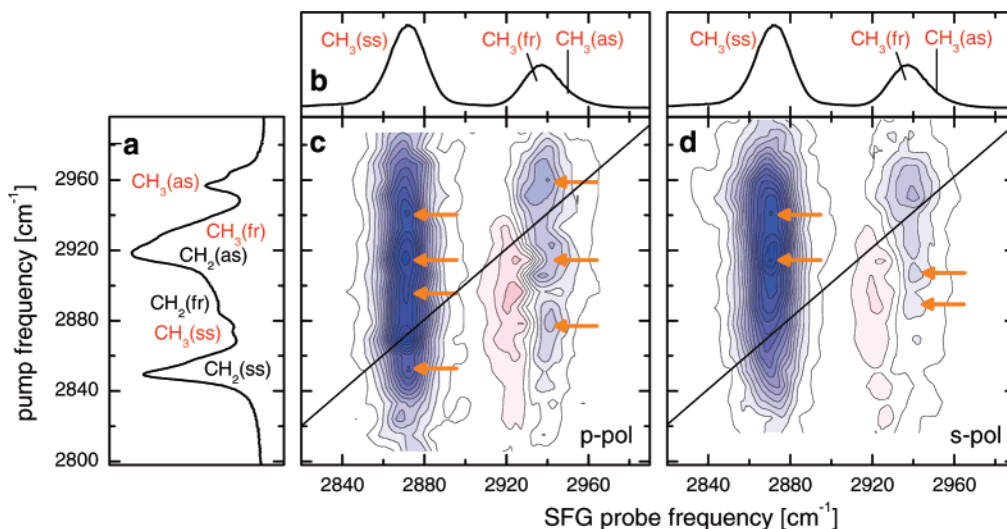 CH₃(ss) CH₃(fr) CH₃(as)
b
CH₃(ss) CH₃(fr) CH₃(as)
a
CH₃(as)
CH₃(fr)
CH₂(as)
CH₂(fr)
CH₃(ss)
CH₂(ss)
c
p-pol
d
s-pol
pump frequency [cm⁻¹]
2960
2920
2880
2840
2800
2840 2880 2920 2960
2840 2880 2920 2960
SFG probe frequency [cm⁻¹]